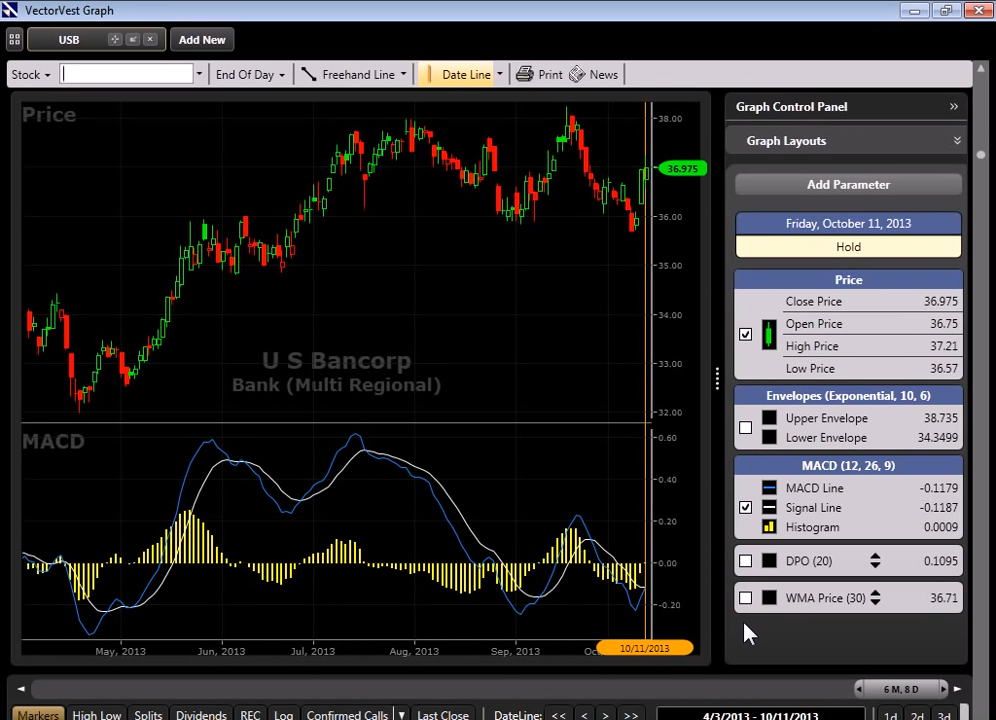 VectorVest Graph
USB
Add New
Stock
End Of Day
Freehand Line
Date Line
Print
News
Price
38.00
36.975
36.00
35.00
34.00
33.00
32.00
U S Bancorp
Bank (Multi Regional)
MACD
0.60
0.40
0.20
0.00
-0.20
May, 2013 Jun, 2013 Jul, 2013 Aug, 2013 Sep, 2013 Oc 10/11/2013
Graph Control Panel
Graph Layouts
Add Parameter
Friday, October 11, 2013
Hold
Price
Close Price 36.975
Open Price 36.75
High Price 37.21
Low Price 36.57
Envelopes (Exponential, 10, 6)
Upper Envelope 38.735
Lower Envelope 34.3499
MACD (12, 26, 9)
MACD Line -0.1179
Signal Line -0.1187
Histogram 0.0009
DPO (20) 0.1095
WMA Price (30) 36.71
6 M, 8 D
Markers High Low Splits Dividends REC Log Confirmed Calls Last Close DateLine: << < > >> 4/3/2013 - 10/11/2013 1d 2d 3d